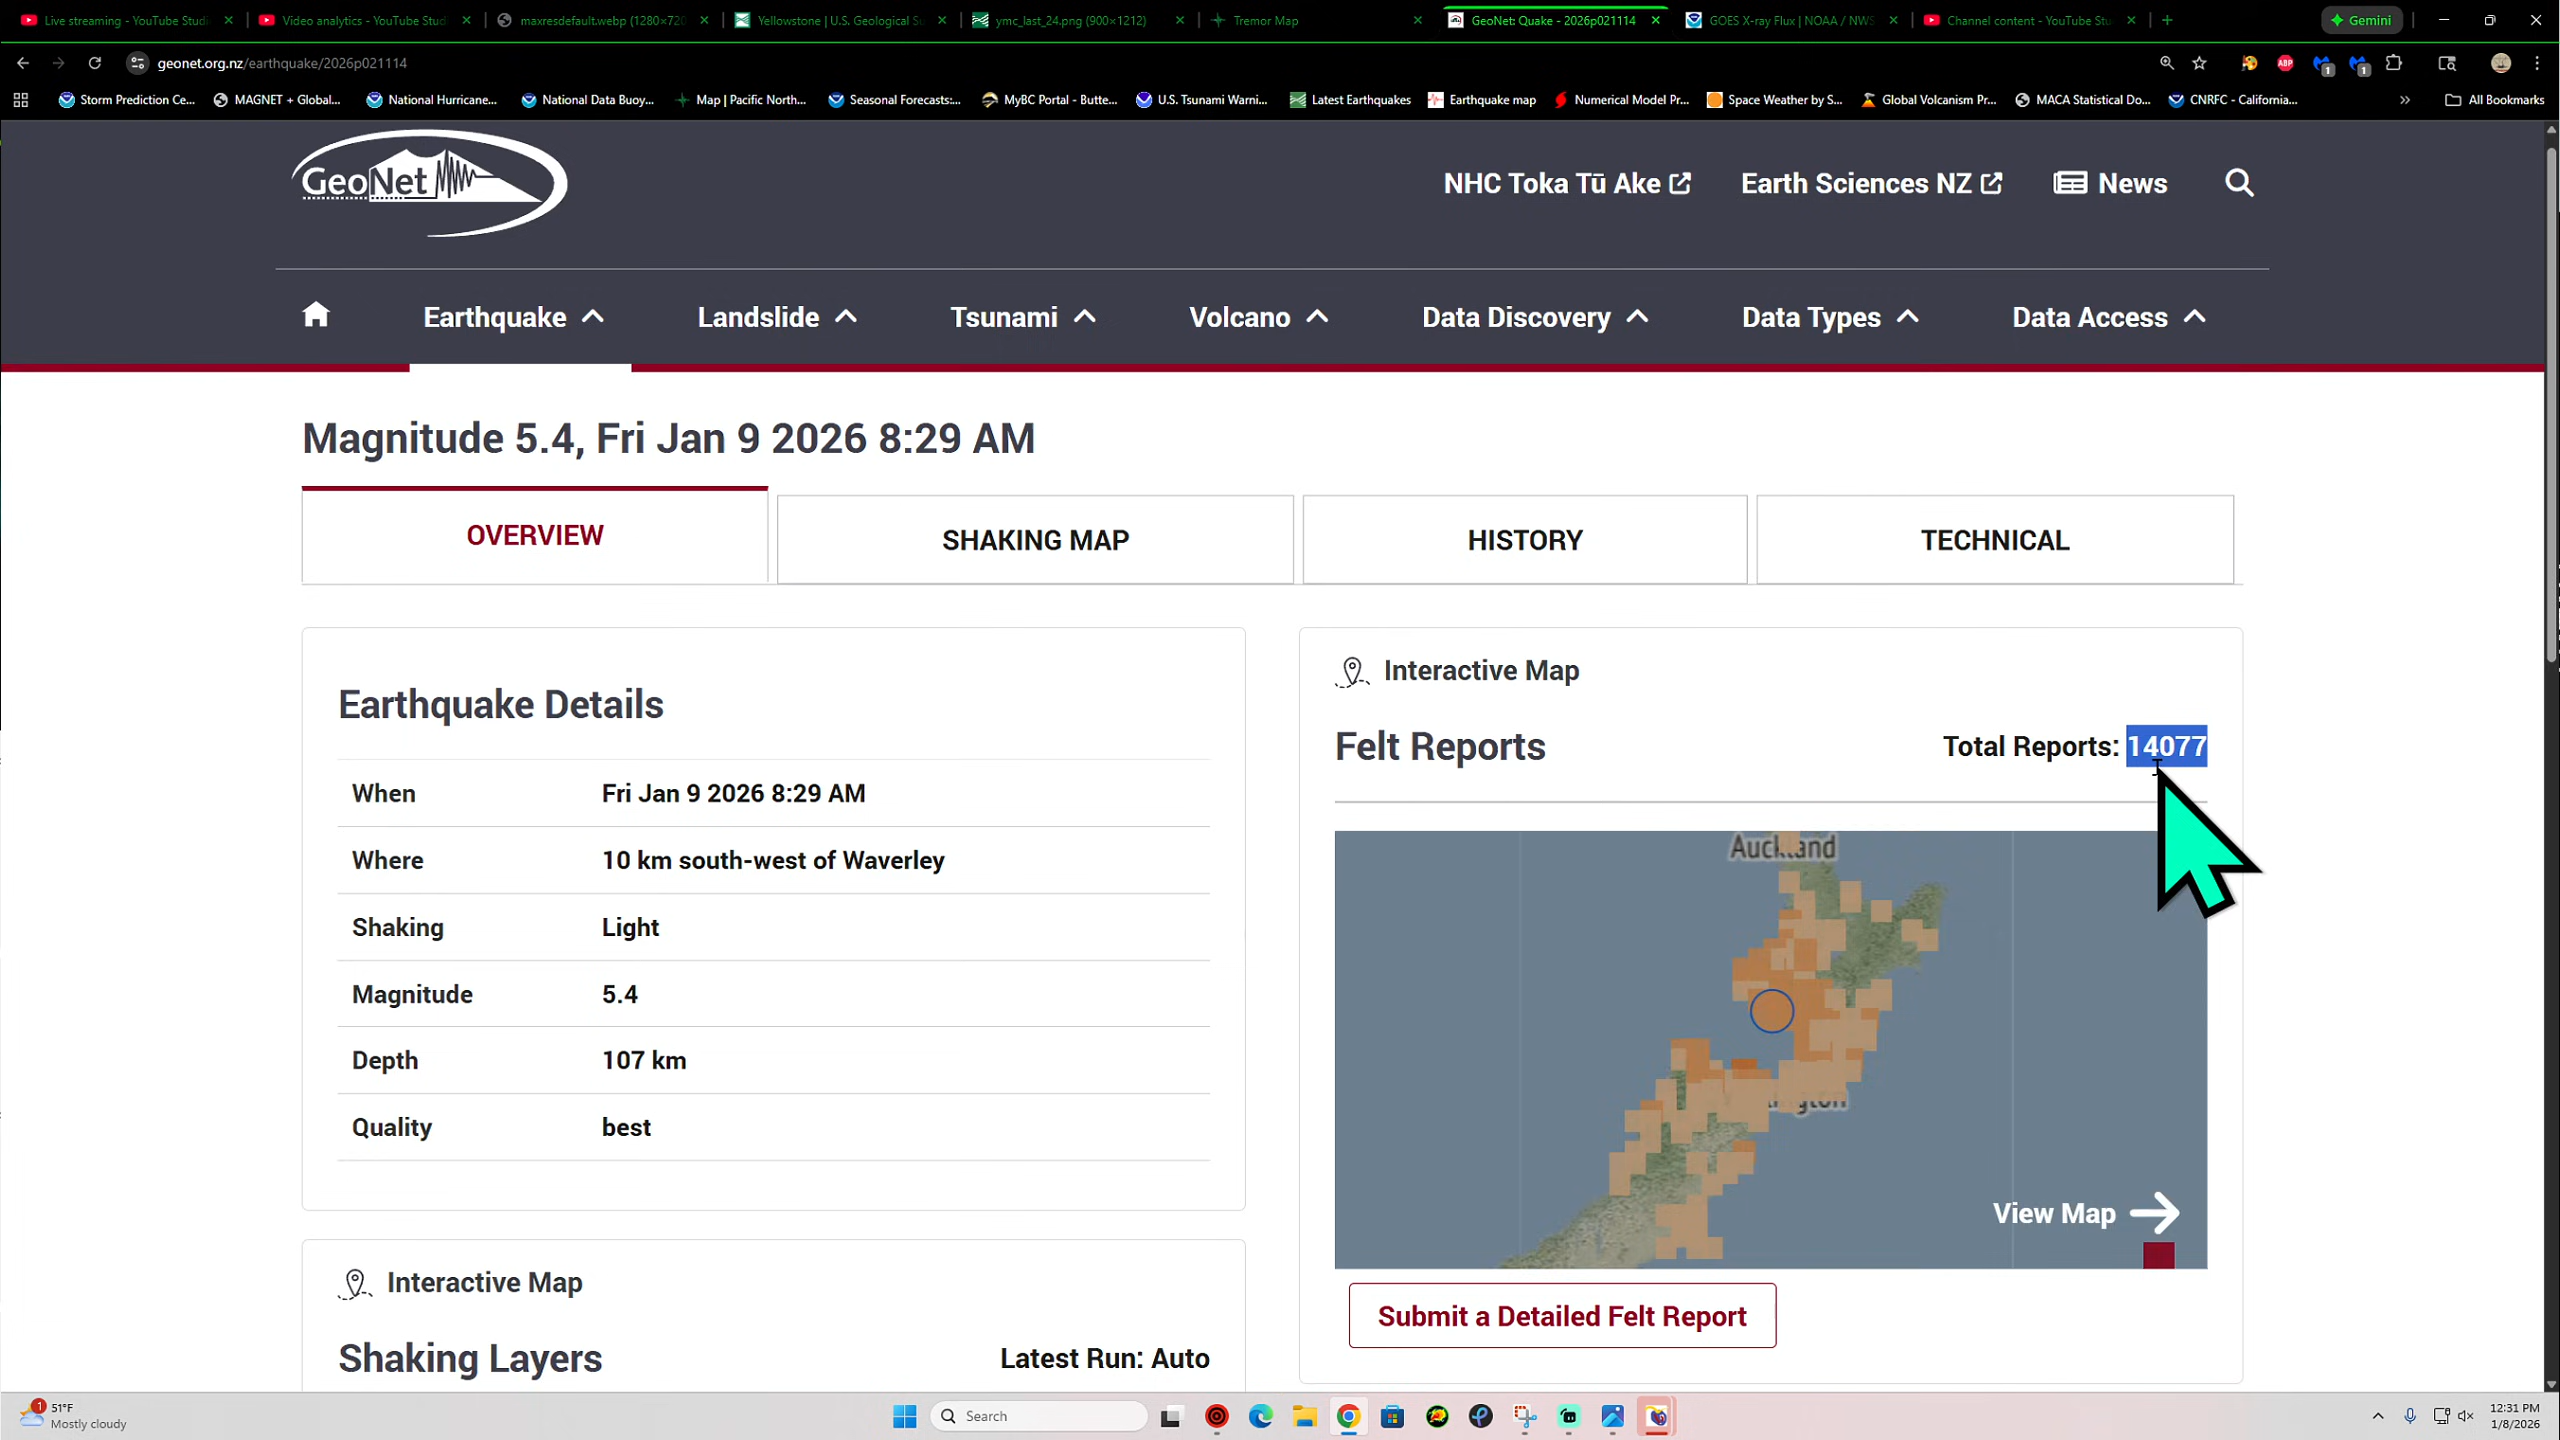 Live streaming - YouTube Studi
Video analytics - YouTube Studi
maxresdefault.webp (1280×720
Yellowstone | U.S. Geological Su
ymc_last_24.png (900×1212)
Tremor Map
GeoNet: Quake - 2026p021114
GOES X-ray Flux | NOAA / NWS
Channel content - YouTube Stu
Gemini
geonet.org.nz/earthquake/2026p021114
ABP
1
1
Storm Prediction Ce...
MAGNET + Global...
National Hurricane...
National Data Buoy...
Map | Pacific North...
Seasonal Forecasts:...
MyBC Portal - Butte...
U.S. Tsunami Warni...
Latest Earthquakes
Earthquake map
Numerical Model Pr...
Space Weather by S...
Global Volcanism Pr...
MACA Statistical Do...
CNRFC - California...
All Bookmarks
GeoNet
NHC Toka Tū Ake
Earth Sciences NZ
News
Earthquake
Landslide
Tsunami
Volcano
Data Discovery
Data Types
Data Access
Magnitude 5.4, Fri Jan 9 2026 8:29 AM
OVERVIEW
SHAKING MAP
HISTORY
TECHNICAL
Earthquake Details
When Fri Jan 9 2026 8:29 AM
Where 10 km south-west of Waverley
Shaking Light
Magnitude 5.4
Depth 107 km
Quality best
Interactive Map
Shaking Layers
Latest Run: Auto
Interactive Map
Felt Reports
Total Reports: 14077
Auckland
View Map
Submit a Detailed Felt Report
1
51°F
Mostly cloudy
Search
12:31 PM
1/8/2026